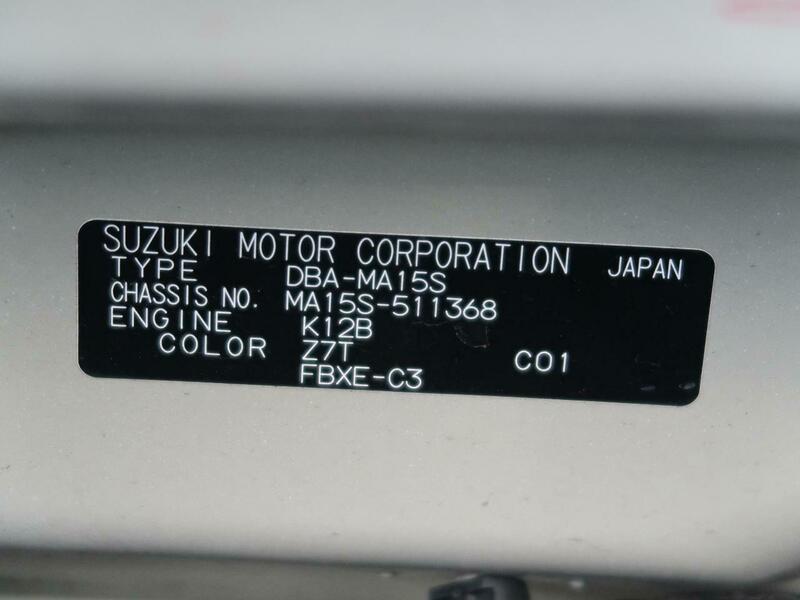 SUZUKI MOTOR CORPORATION JAPAN
TYPE DBA-MA15S
CHASSIS NO. MA15S-511368
ENGINE K12B
COLOR Z7T C01
FBXE-C3